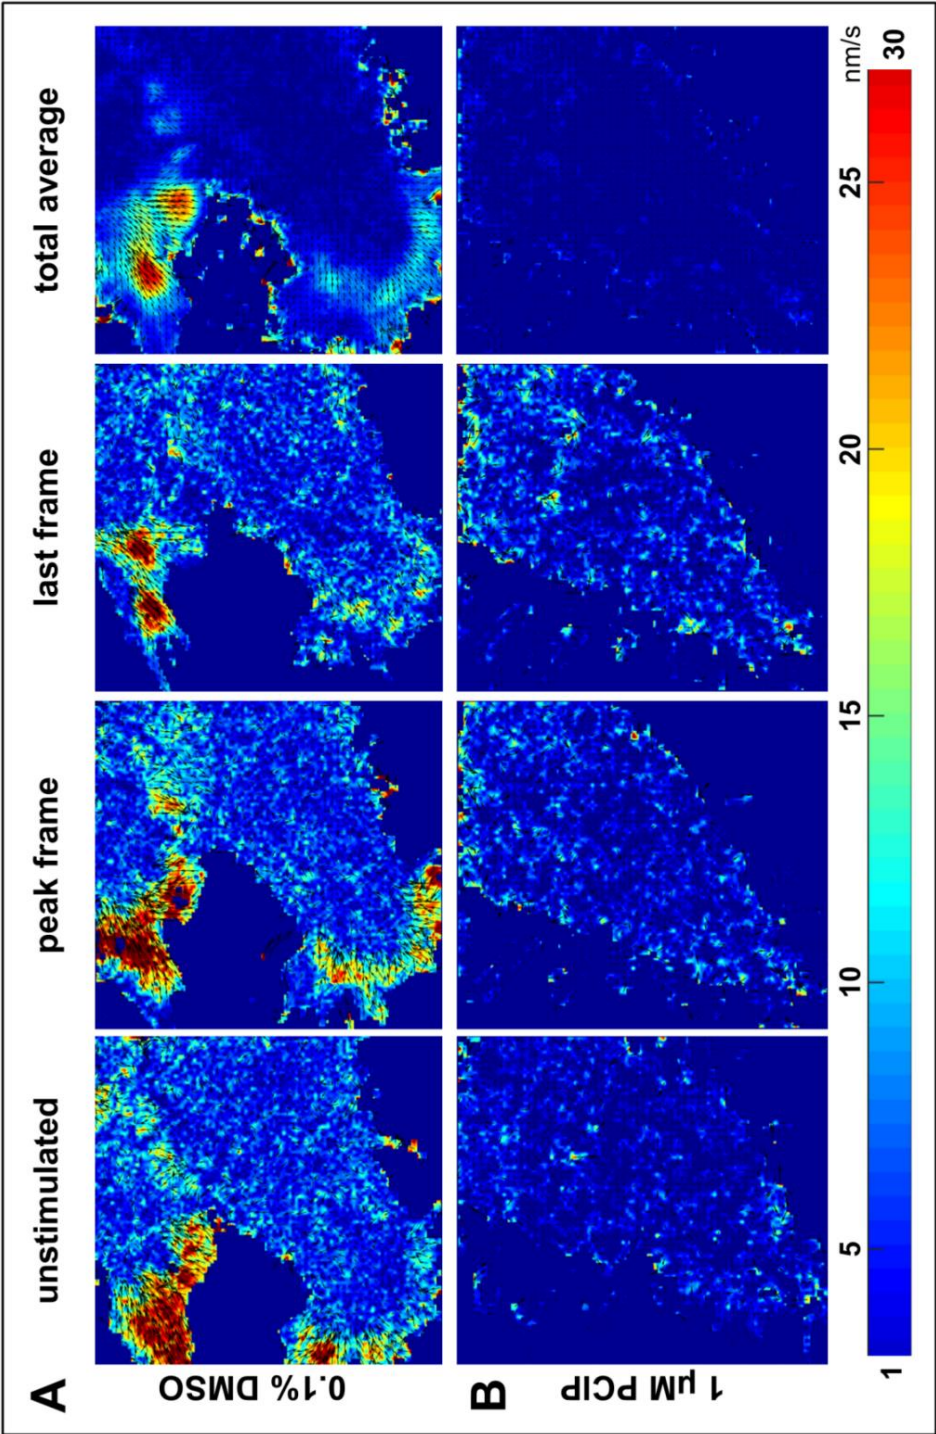 A
unstimulated
peak frame
last frame
total average
0.1% DMSO
B
1 µM PCIP
nm/s
1
5
10
15
20
25
30